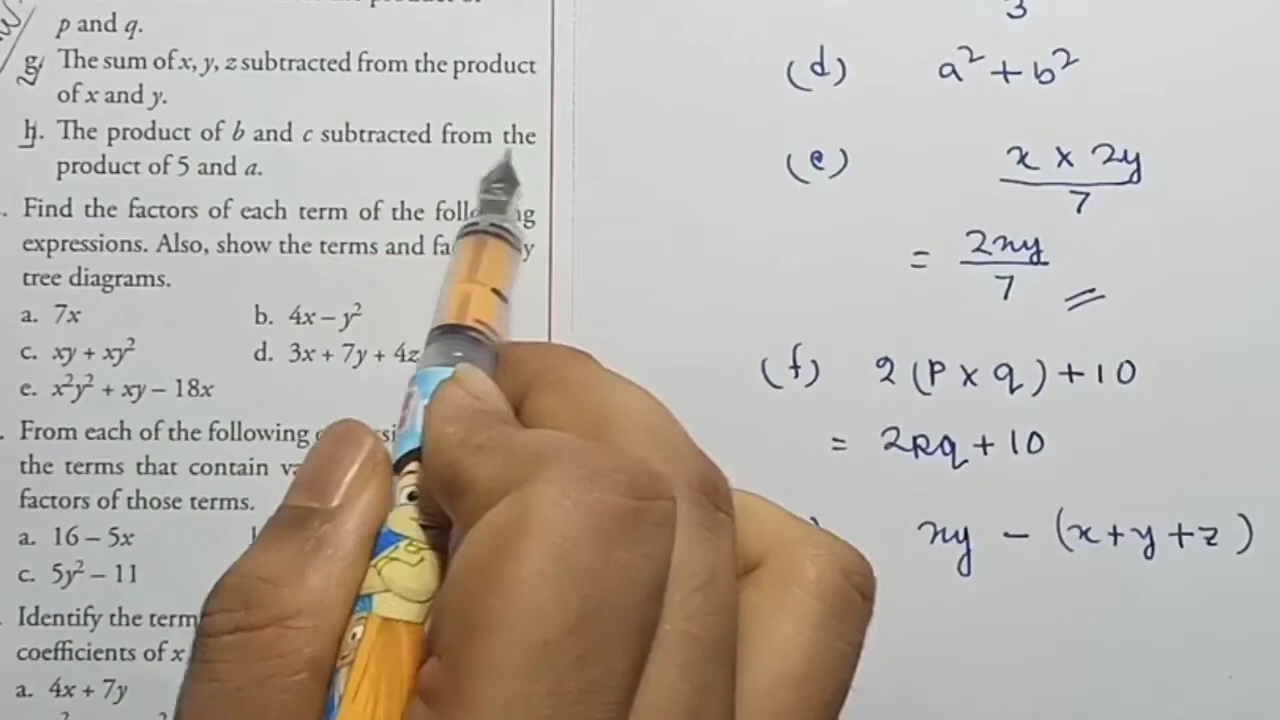 p and q.
g. The sum of x, y, z subtracted from the product
of x and y.
h. The product of b and c subtracted from the
product of 5 and a.
Find the factors of each term of the
expressions. Also, show the terms and
tree diagrams.
a. 7x b. 4x – y²
c. xy + xy² d. 3x + 7y + 4z
e. x²y² + xy – 18x
From each of the following
the terms that contain
factors of those terms.
a. 16 – 5x
c. 5y² – 11
Identify the
coefficients of x
a. 4x + 7y
3
(d) a² + b²
(e) x × 2y
7
= 2xy
7
(f) 2(p × q) + 10
= 2pq + 10
xy – (x + y + z)